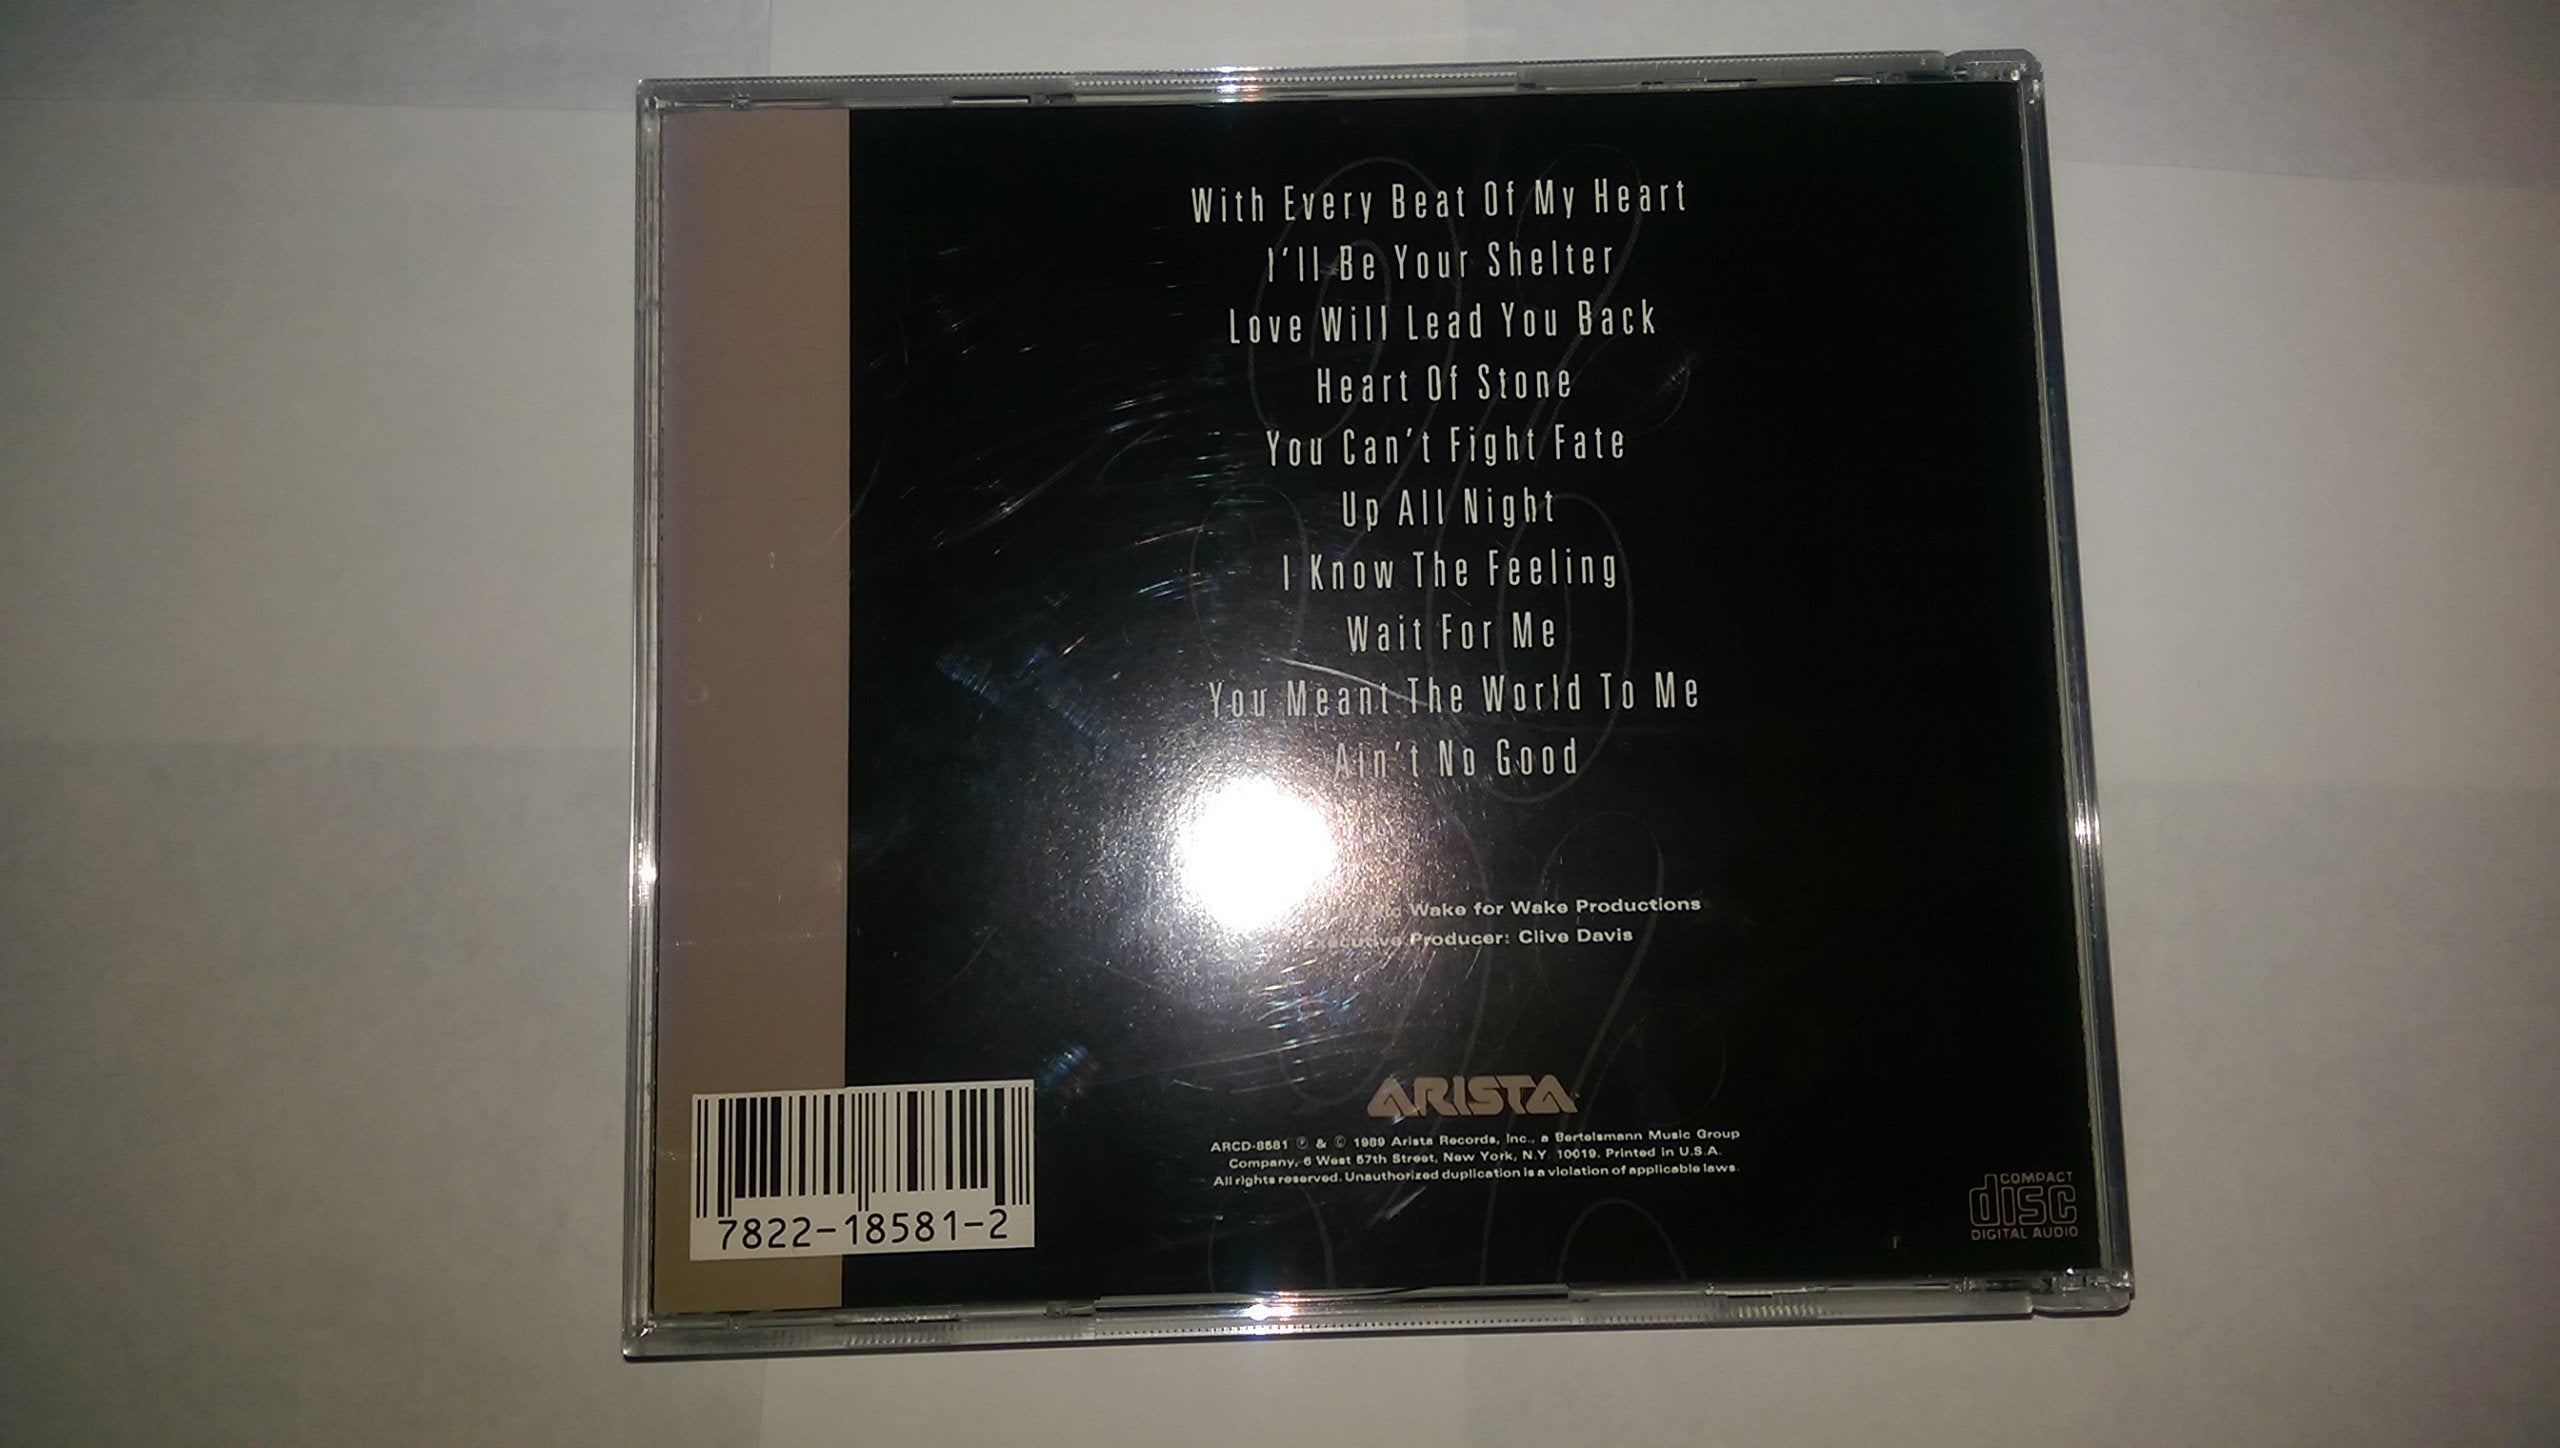 With Every Beat Of My Heart
I'll Be Your Shelter
Love Will Lead You Back
Heart Of Stone
You Can't Fight Fate
Up All Night
I Know The Feeling
Wait For Me
You Meant The World To Me
Ain't No Good
Wake for Wake Productions
Executive Producer: Clive Davis
ARISTA
ARCD-8581 ℗ & © 1989 Arista Records, Inc., a Bertelsmann Music Group
Company, 6 West 57th Street, New York, N.Y. 10019. Printed in U.S.A.
All rights reserved. Unauthorized duplication is a violation of applicable laws.
7822-18581-2
COMPACT
disc
DIGITAL AUDIO